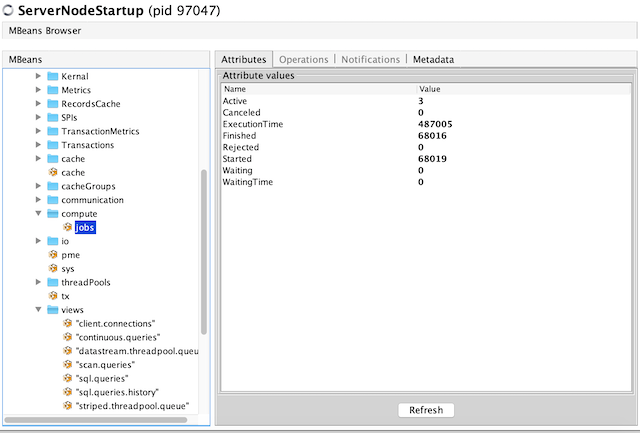 ServerNodeStartup (pid 97047)
MBeans Browser
MBeans
Kernal
Metrics
RecordsCache
SPIs
TransactionMetrics
Transactions
cache
cache
cacheGroups
communication
compute
jobs
io
pme
sys
threadPools
tx
views
"client.connections"
"continuous.queries"
"datastream.threadpool.queu
"scan.queries"
"sql.queries"
"sql.queries.history"
"striped.threadpool.queue"
Attributes Operations Notifications Metadata
Attribute values
Name Value
Active 3
Canceled 0
ExecutionTime 487005
Finished 68016
Rejected 0
Started 68019
Waiting 0
WaitingTime 0
Refresh